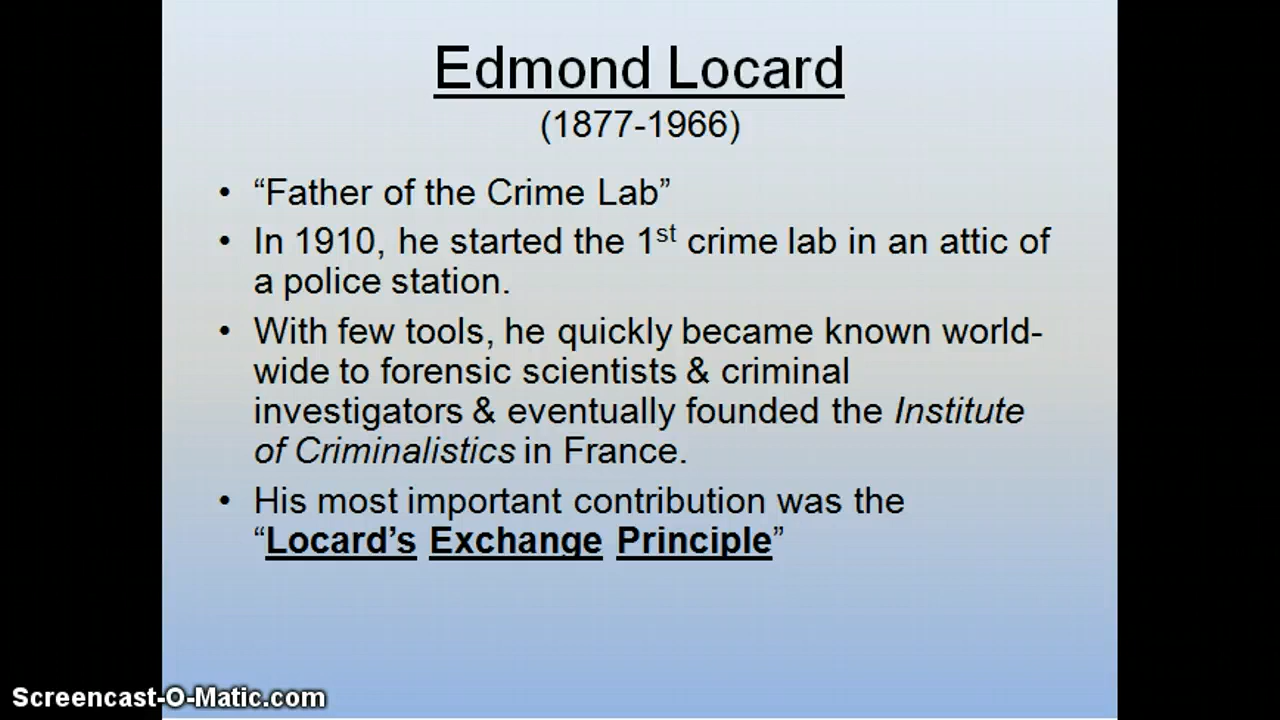 Edmond Locard
(1877-1966)
• “Father of the Crime Lab”
• In 1910, he started the 1st crime lab in an attic of
a police station.
• With few tools, he quickly became known world-
wide to forensic scientists & criminal
investigators & eventually founded the Institute
of Criminalistics in France.
• His most important contribution was the
“Locard’s Exchange Principle”
Screencast-O-Matic.com